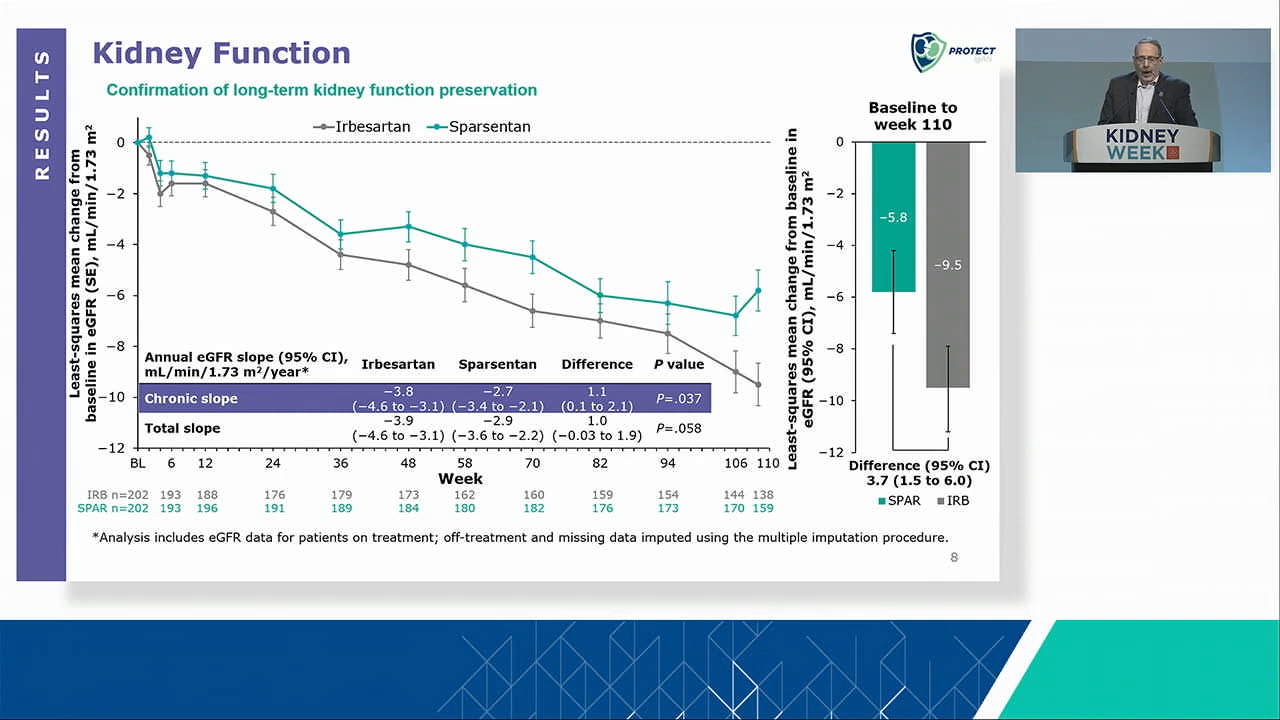 RESULTS
Kidney Function
Confirmation of long-term kidney function preservation
PROTECT
IgAN
Irbesartan
Sparsentan
Least-squares mean change from
baseline in eGFR (SE), mL/min/1.73 m²
0
−2
−4
−6
−8
−10
−12
Annual eGFR slope (95% CI),
mL/min/1.73 m²/year*
Irbesartan Sparsentan Difference P value
Chronic slope
−3.8 −2.7 1.1
(−4.6 to −3.1) (−3.4 to −2.1) (0.1 to 2.1)
P=.037
Total slope
−3.9 −2.9 1.0
(−4.6 to −3.1) (−3.6 to −2.2) (−0.03 to 1.9)
P=.058
BL 6 12 24 36 48 58 70 82 94 106 110
Week
IRB n=202 193 188 176 179 173 162 160 159 154 144 138
SPAR n=202 193 196 191 189 184 180 182 176 173 170 159
Baseline to
week 110
Least-squares mean change from baseline in
eGFR (95% CI), mL/min/1.73 m²
0
−2
−4
−6
−8
−10
−12
−5.8
−9.5
Difference (95% CI)
3.7 (1.5 to 6.0)
SPAR IRB
*Analysis includes eGFR data for patients on treatment; off-treatment and missing data imputed using the multiple imputation procedure.
8
KIDNEY
WEEK